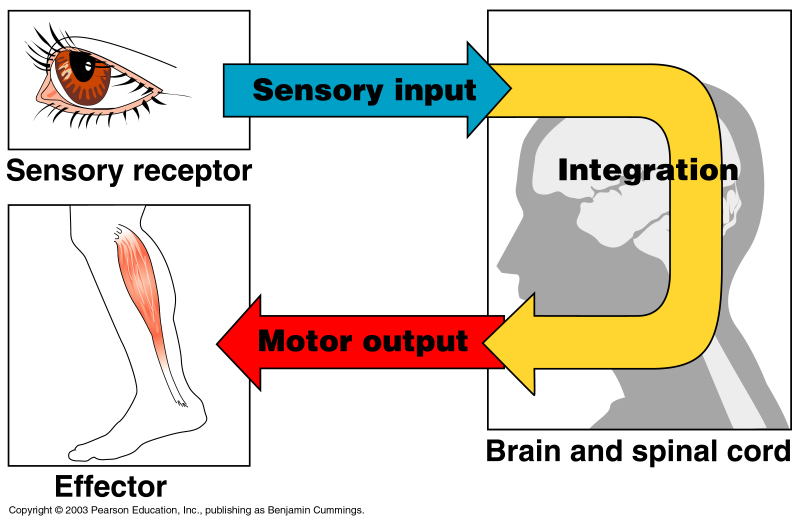 Sensory input
Sensory receptor
Integration
Motor output
Brain and spinal cord
Effector
Copyright © 2003 Pearson Education, Inc., publishing as Benjamin Cummings.